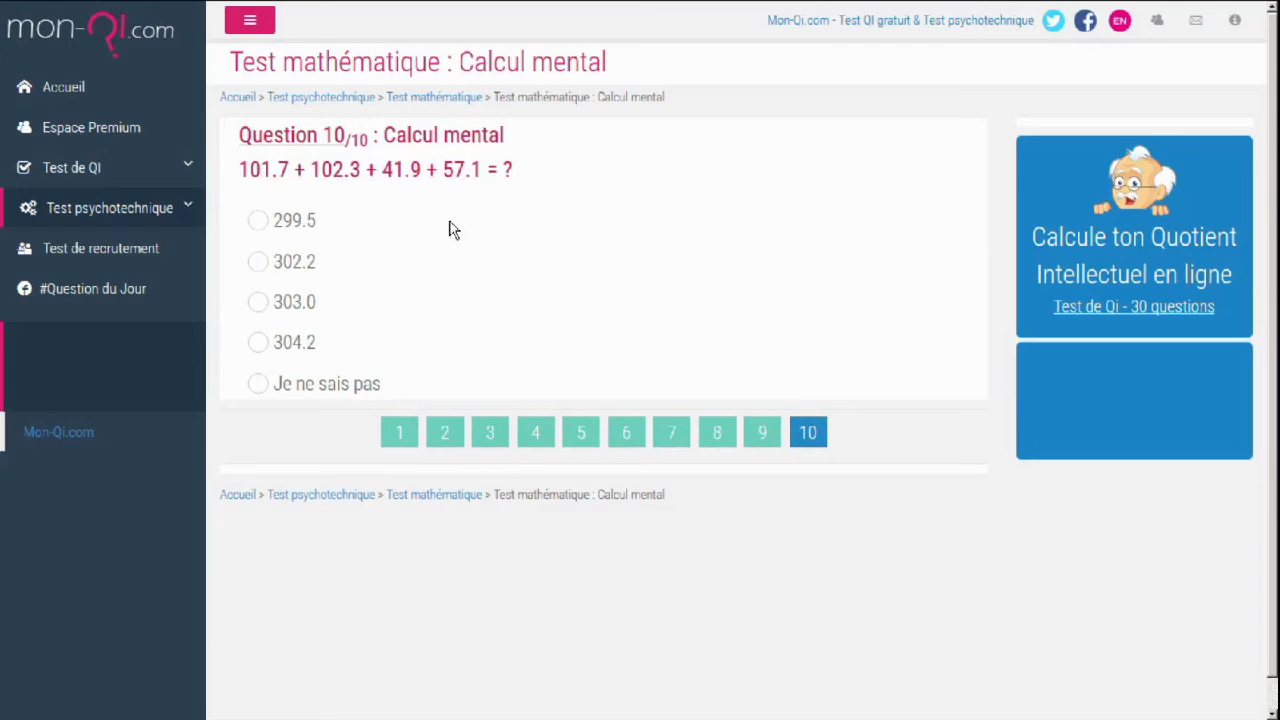 mon-QI.com
Accueil
Espace Premium
Test de QI
Test psychotechnique
Test de recrutement
#Question du Jour
Mon-Qi.com
Mon-Qi.com - Test QI gratuit & Test psychotechnique
EN
Test mathématique : Calcul mental
Accueil > Test psychotechnique > Test mathématique > Test mathématique : Calcul mental
Question 10/10 : Calcul mental
101.7 + 102.3 + 41.9 + 57.1 = ?
299.5
302.2
303.0
304.2
Je ne sais pas
1 2 3 4 5 6 7 8 9 10
Accueil > Test psychotechnique > Test mathématique > Test mathématique : Calcul mental
Calcule ton Quotient
Intellectuel en ligne
Test de Qi - 30 questions